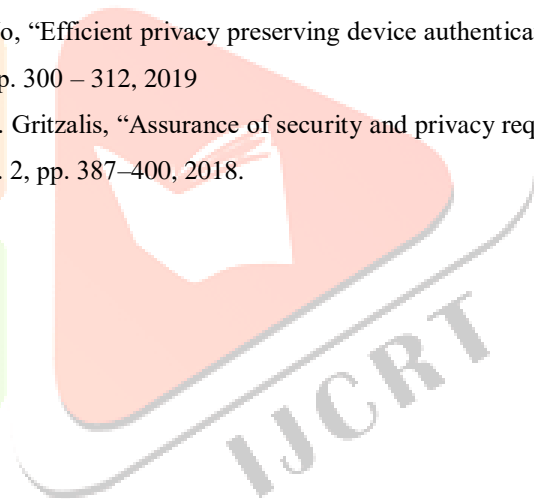 o, “Efficient privacy preserving device authentica
p. 300 – 312, 2019
. Gritzalis, “Assurance of security and privacy req
. 2, pp. 387–400, 2018.
IJCRT